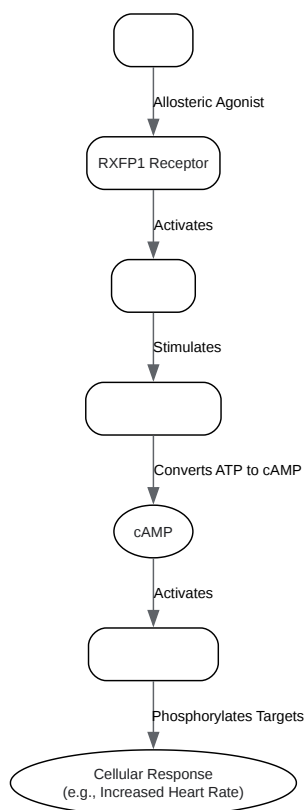 Allosteric Agonist
RXFP1 Receptor
Activates
Stimulates
Converts ATP to cAMP
cAMP
Activates
Phosphorylates Targets
Cellular Response
(e.g., Increased Heart Rate)